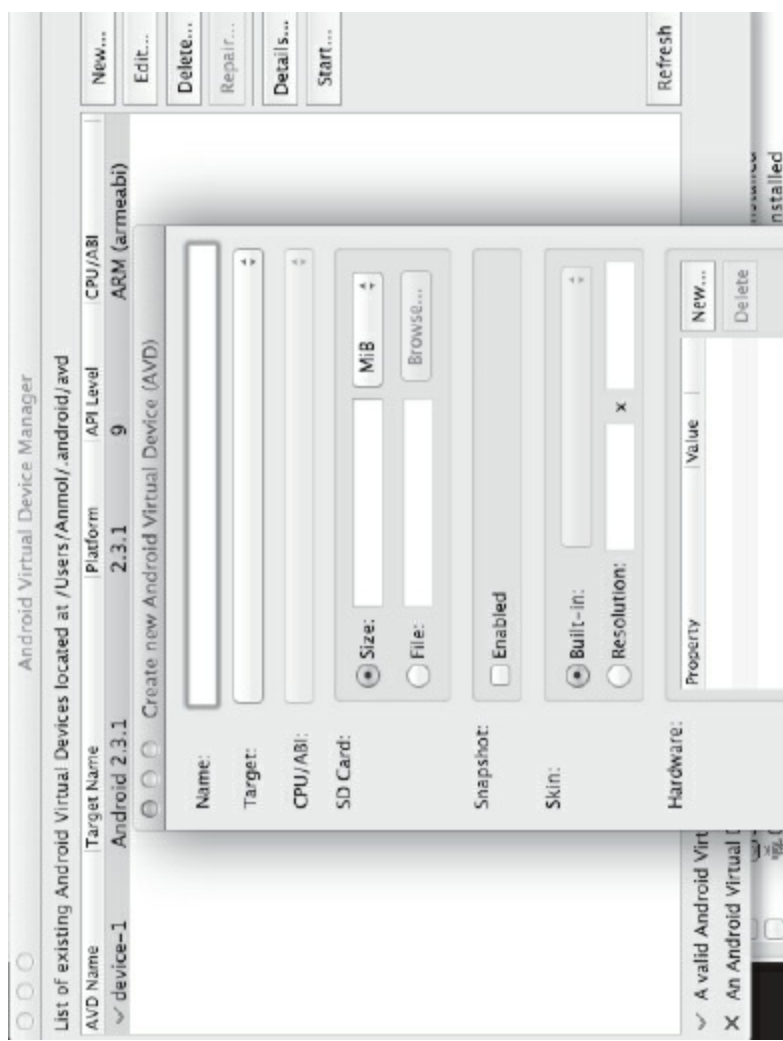 Android Virtual Device Manager
List of existing Android Virtual Devices located at /Users/Anmol/.android/avd
AVD Name Target Name Platform API Level CPU/ABI
device-1 Android 2.3.1 2.3.1 9 ARM (armeabi)
New...
Edit...
Delete...
Repair...
Details...
Start...
Refresh
Create new Android Virtual Device (AVD)
Name:
Target:
CPU/ABI:
SD Card:
Size: MiB
File: Browse...
Snapshot:
Enabled
Skin:
Built-in:
Resolution: x
Hardware:
Property Value New...
Delete
A valid Android Virt
An Android Virtual
nstalled